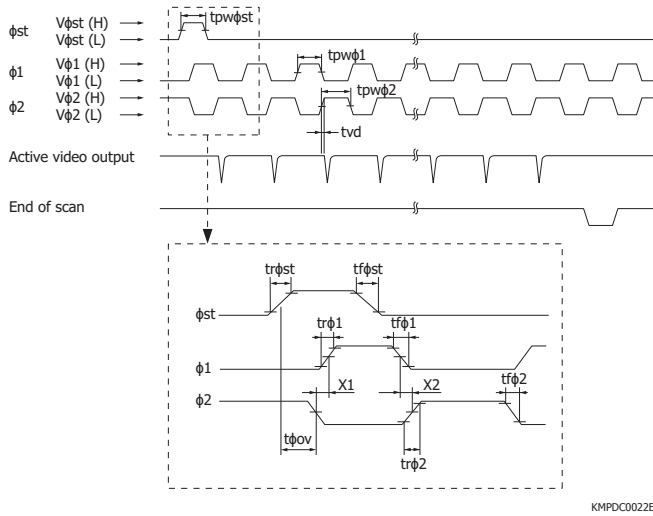 tpwϕst
ϕst
Vϕst (H)
Vϕst (L)
tpwϕ1
ϕ1
Vϕ1 (H)
Vϕ1 (L)
tpwϕ2
ϕ2
Vϕ2 (H)
Vϕ2 (L)
tvd
Active video output
End of scan
trϕst
tfϕst
ϕst
trϕ1
tfϕ1
ϕ1
X1
X2
tfϕ2
ϕ2
tϕov
trϕ2
KMPDC0022E